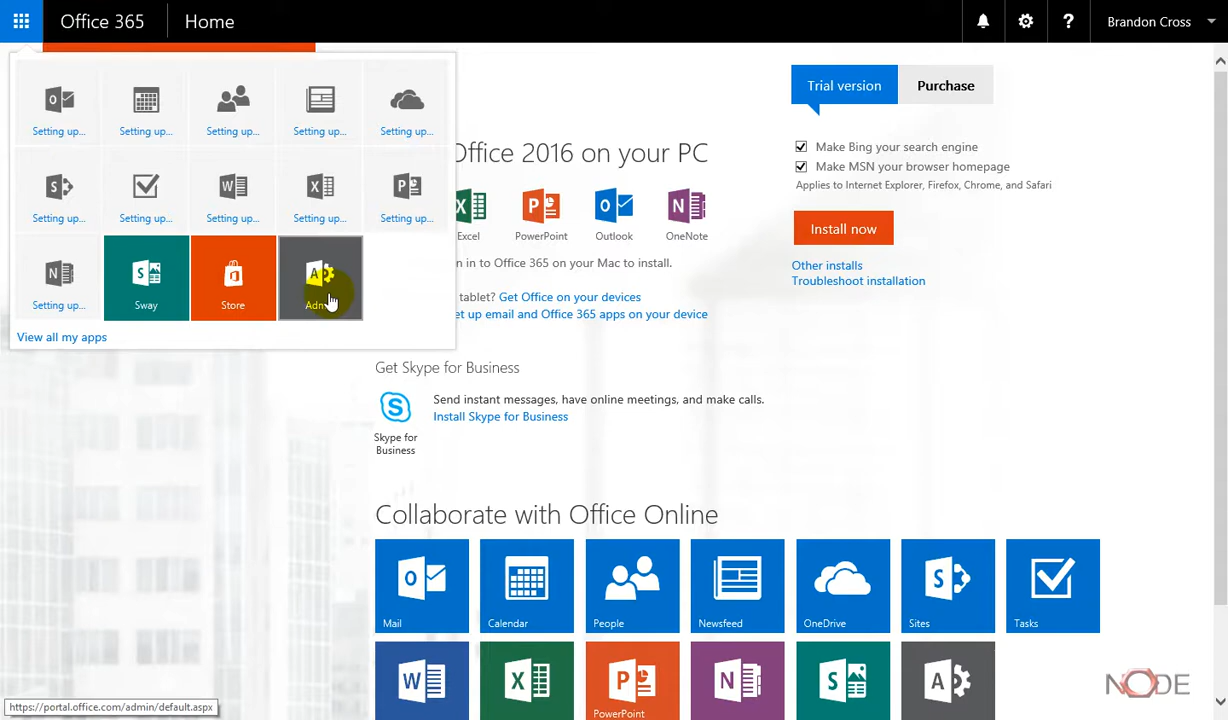 Office 365
Home
Brandon Cross
Setting up...
Setting up...
Setting up...
Setting up...
Setting up...
Setting up...
Setting up...
Setting up...
Setting up...
Setting up...
Setting up...
Sway
Store
View all my apps
Office 2016 on your PC
Excel
PowerPoint
Outlook
OneNote
n in to Office 365 on your Mac to install.
tablet? Get Office on your devices
et up email and Office 365 apps on your device
Trial version
Purchase
Make Bing your search engine
Make MSN your browser homepage
Applies to Internet Explorer, Firefox, Chrome, and Safari
Install now
Other installs
Troubleshoot installation
Get Skype for Business
Send instant messages, have online meetings, and make calls.
Install Skype for Business
Skype for
Business
Collaborate with Office Online
Mail
Calendar
People
Newsfeed
OneDrive
Sites
Tasks
PowerPoint
NODE
https://portal.office.com/admin/default.aspx